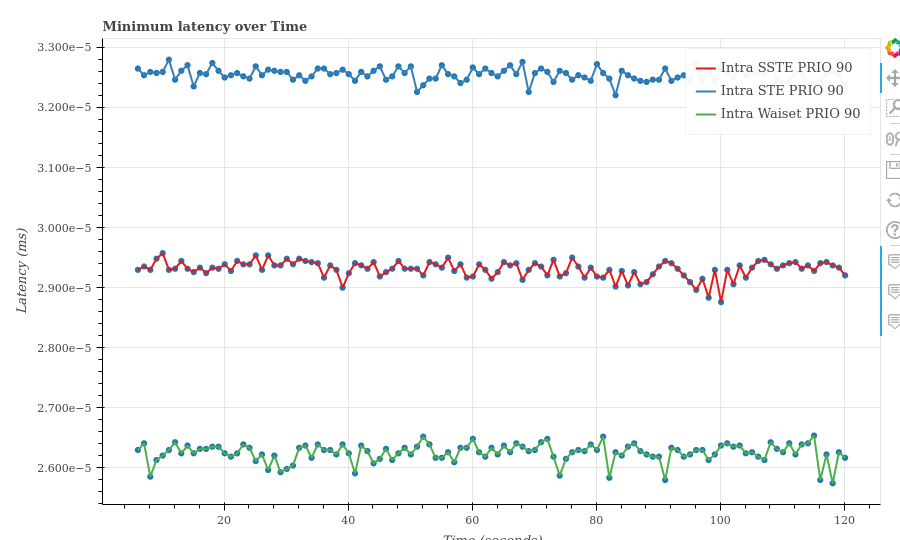 Minimum latency over Time
3.300e−5
3.200e−5
3.100e−5
3.000e−5
2.900e−5
2.800e−5
2.700e−5
2.600e−5
Latency (ms)
Intra SSTE PRIO 90
Intra STE PRIO 90
Intra Waiset PRIO 90
20
40
60
80
100
120
Time (seconds)